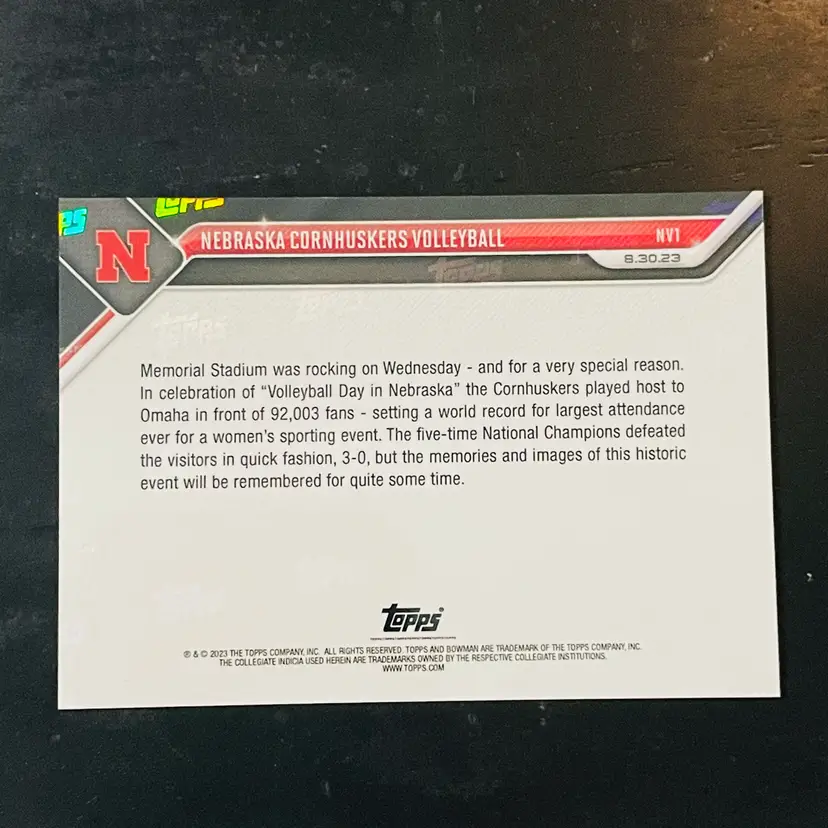 PS
TOPPS
N
NEBRASKA CORNHUSKERS VOLLEYBALL
NV1
8.30.23
Topps
Topps
Memorial Stadium was rocking on Wednesday - and for a very special reason.
In celebration of “Volleyball Day in Nebraska” the Cornhuskers played host to
Omaha in front of 92,003 fans - setting a world record for largest attendance
ever for a women's sporting event. The five-time National Champions defeated
the visitors in quick fashion, 3-0, but the memories and images of this historic
event will be remembered for quite some time.
Topps®
® & © 2023 THE TOPPS COMPANY, INC. ALL RIGHTS RESERVED. TOPPS AND BOWMAN ARE TRADEMARK OF THE TOPPS COMPANY, INC.
THE COLLEGIATE INDICIA USED HEREIN ARE TRADEMARKS OWNED BY THE RESPECTIVE COLLEGIATE INSTITUTIONS.
WWW.TOPPS.COM